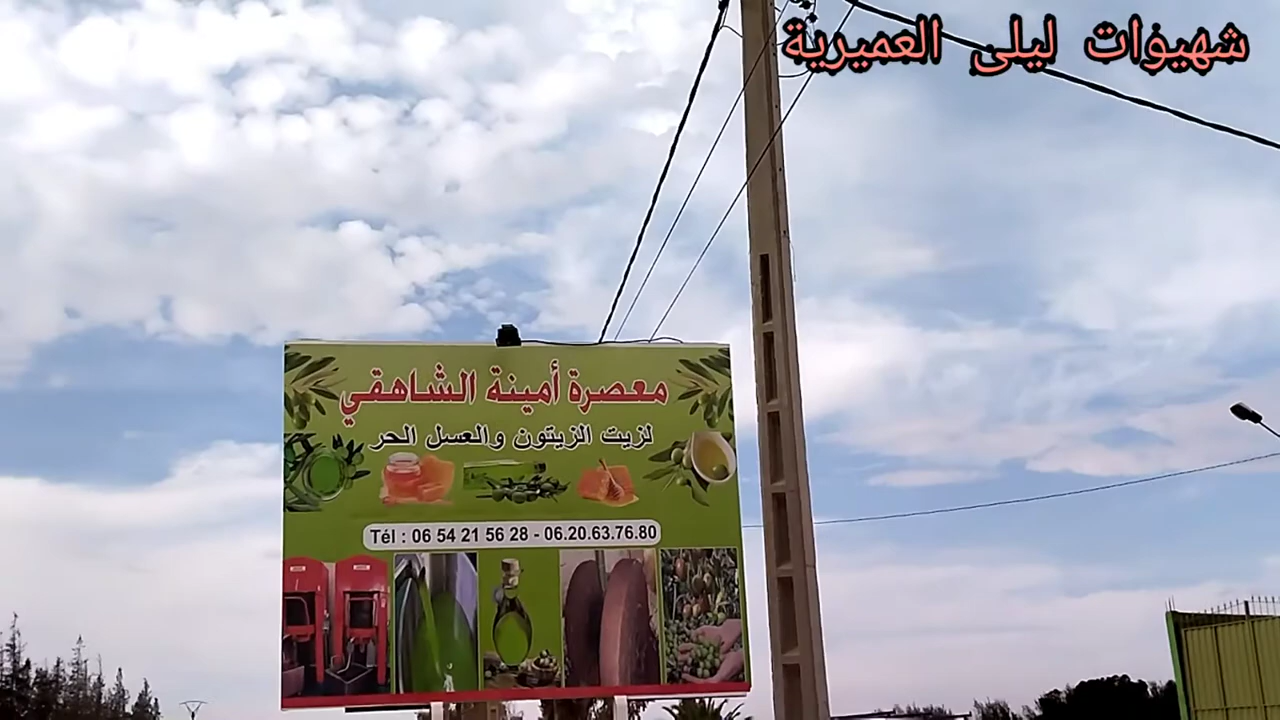 شهيوات ليلى العميرية
معصرة أمينة الشاهقي
لزيت الزيتون والعسل الحر
Tél : 06 54 21 56 28 - 06.20.63.76.80